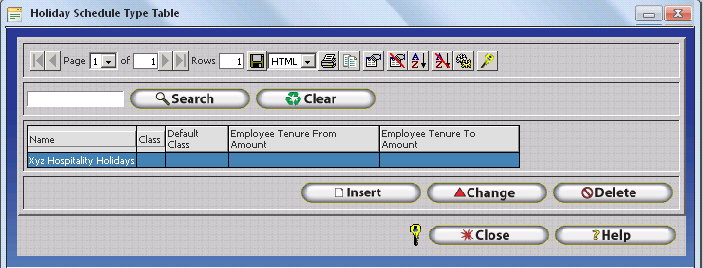 Holiday Schedule Type Table
Page 1 of 1 Rows 1 HTML
Search Clear
Name Class Default Class Employee Tenure From Amount Employee Tenure To Amount
Xyz Hospitality Holidays
Insert Change Delete
Close ?Help